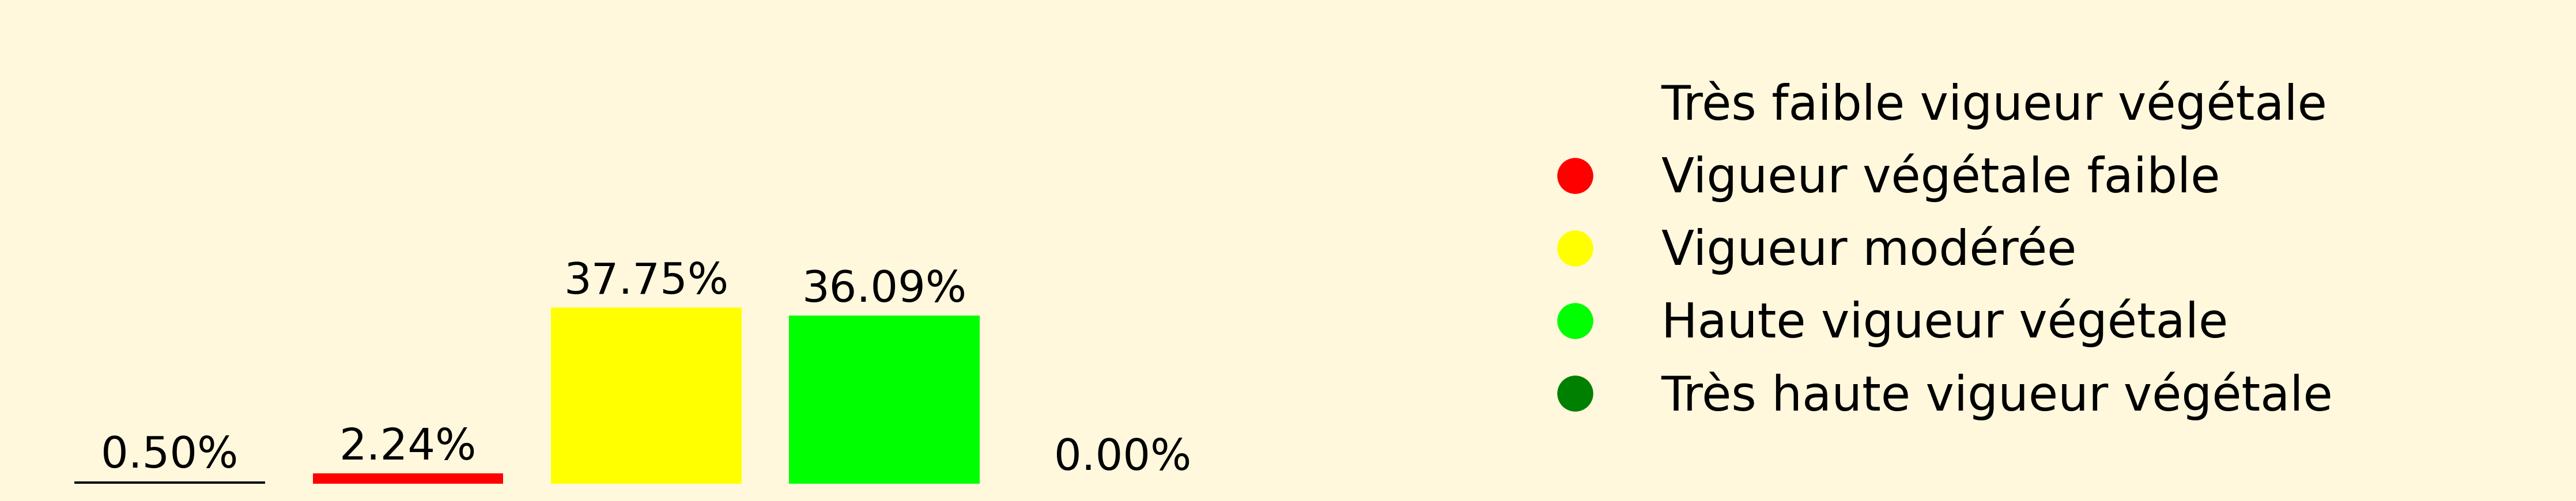 0.50%
2.24%
37.75%
36.09%
0.00%
Très faible vigueur végétale
Vigueur végétale faible
Vigueur modérée
Haute vigueur végétale
Très haute vigueur végétale